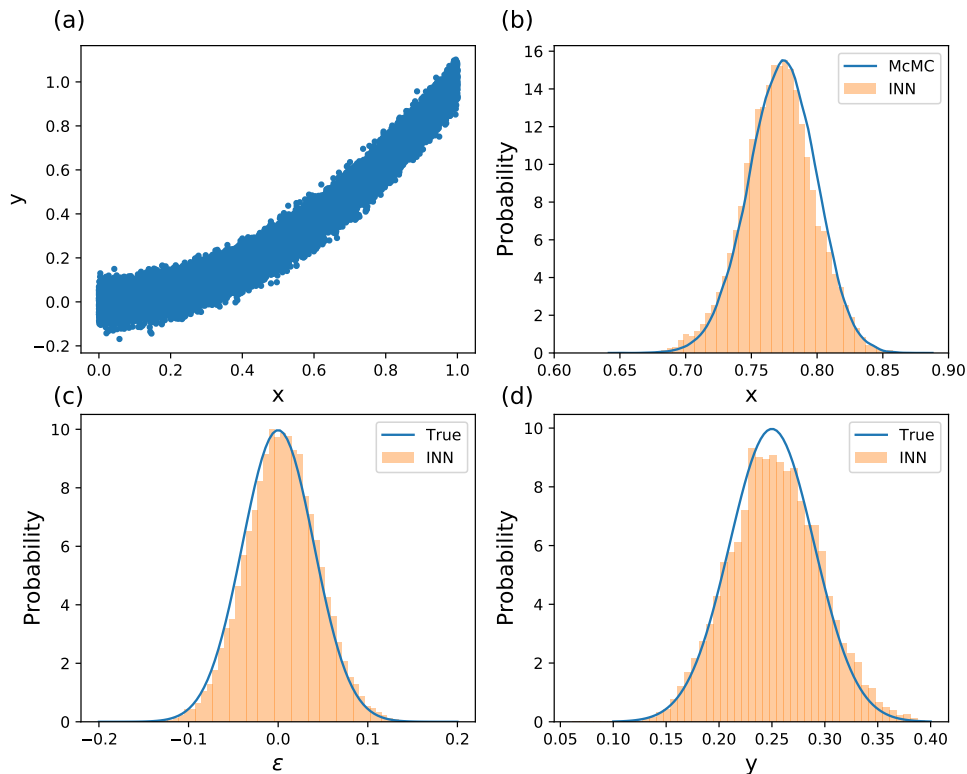 (a)
y
1.0
0.8
0.6
0.4
0.2
0.0
−0.2
0.0 0.2 0.4 0.6 0.8 1.0
x
(b)
Probability
16
14
12
10
8
6
4
2
0
McMC
INN
0.60 0.65 0.70 0.75 0.80 0.85 0.90
x
(c)
Probability
10
8
6
4
2
0
True
INN
−0.2 −0.1 0.0 0.1 0.2
ε
(d)
Probability
10
8
6
4
2
0
True
INN
0.05 0.10 0.15 0.20 0.25 0.30 0.35 0.40
y